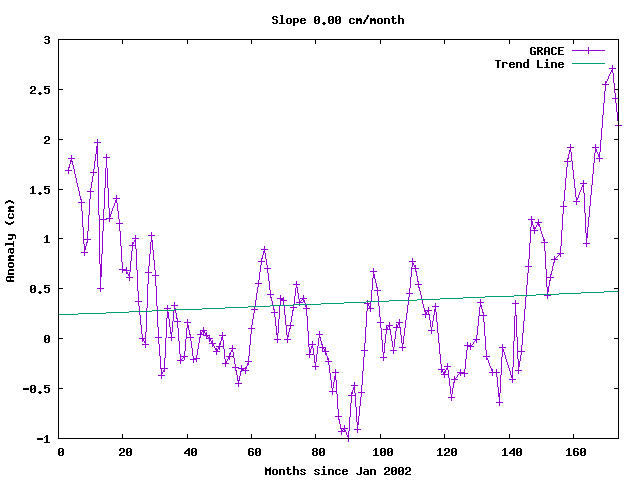 Slope 0.00 cm/month
GRACE
Trend Line
3
2.5
2
1.5
1
0.5
0
-0.5
-1
Anomaly (cm)
0 20 40 60 80 100 120 140 160
Months since Jan 2002